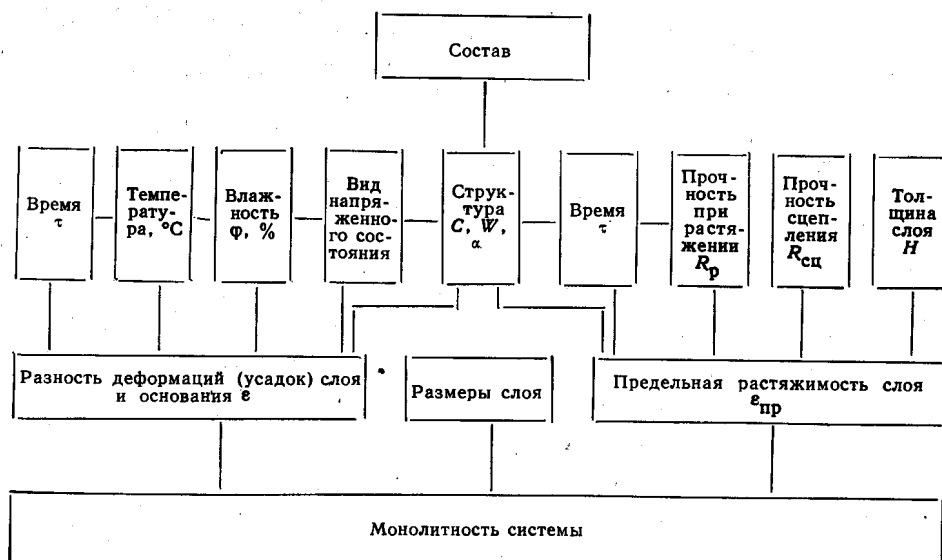 Состав
Время
τ
Темпе-
рату-
ра, °С
Влаж-
ность
φ, %
Вид
напря-
женно-
го сос-
тояния
Структ-
тура
C, W,
α
Время
τ
Проч-
ность
при
растя-
жении
Rр
Проч-
ность
сцеп-
ления
Rсц
Тол-
щина
слоя
H
Разность деформаций (усадок) слоя
и основания ε
Размеры слоя
Предельная растяжимость слоя
εпр
Монолитность системы